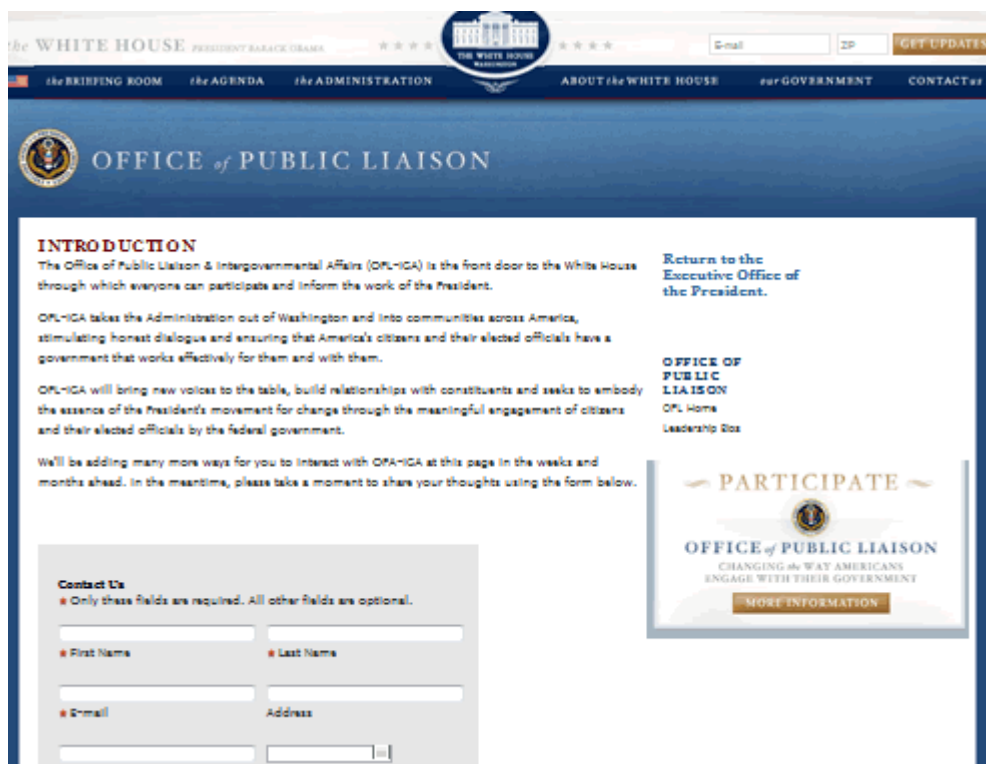 the WHITE HOUSE PRESIDENT BARACK OBAMA
THE WHITE HOUSE
WASHINGTON
E-mail
ZIP
GET UPDATES
the BRIEFING ROOM
the AGENDA
the ADMINISTRATION
ABOUT the WHITE HOUSE
our GOVERNMENT
CONTACT us
OFFICE of PUBLIC LIAISON
INTRODUCTION
The Office of Public Liaison & Intergovernmental Affairs (OPL-IGA) is the front door to the White House
through which everyone can participate and inform the work of the President.
OPL-IGA takes the Administration out of Washington and into communities across America,
stimulating honest dialogue and ensuring that America's citizens and their elected officials have a
government that works effectively for them and with them.
OPL-IGA will bring new voices to the table, build relationships with constituents and seeks to embody
the essence of the President's movement for change through the meaningful engagement of citizens
and their elected officials by the federal government.
We'll be adding many more ways for you to interact with OPA-IGA at this page in the weeks and
months ahead. In the meantime, please take a moment to share your thoughts using the form below.
Contact Us
* Only these fields are required. All other fields are optional.
* First Name
* Last Name
* E-mail
Address
Return to the
Executive Office of
the President.
OFFICE OF
PUBLIC
LIAISON
OPL Home
Leadership Bios
PARTICIPATE
OFFICE of PUBLIC LIAISON
CHANGING the WAY AMERICANS
ENGAGE WITH THEIR GOVERNMENT
MORE INFORMATION